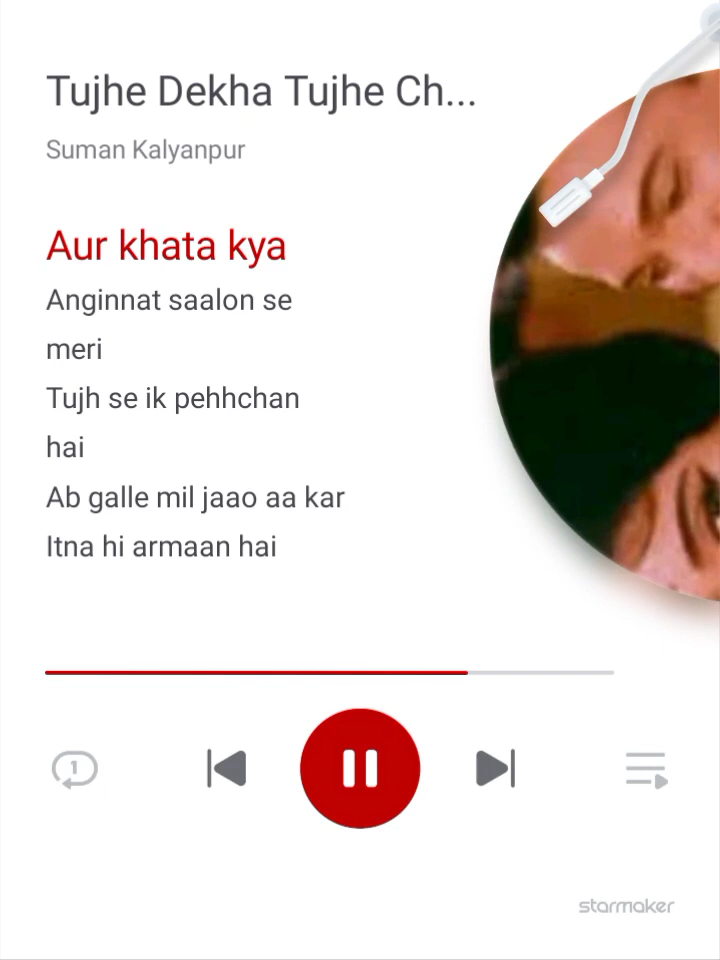 Tujhe Dekha Tujhe Ch...
Suman Kalyanpur
Aur khata kya
Anginnat saalon se
meri
Tujh se ik pehhchan
hai
Ab galle mil jaao aa kar
Itna hi armaan hai
1
starmaker